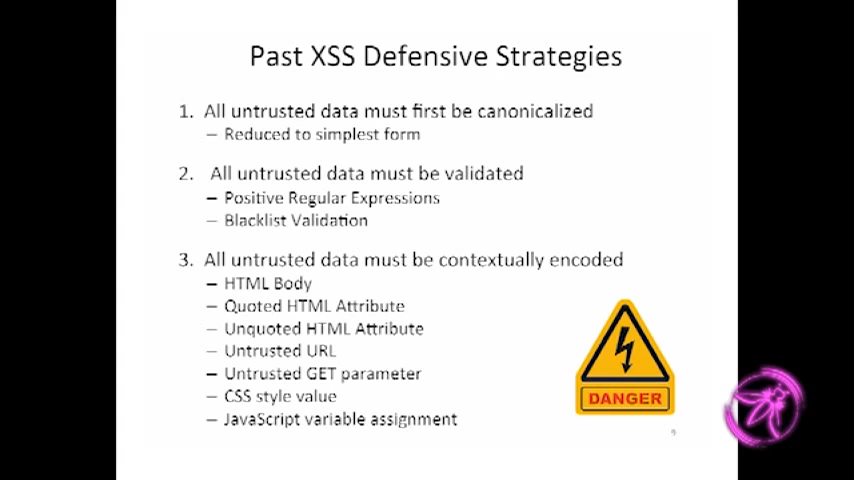 Past XSS Defensive Strategies
1. All untrusted data must first be canonicalized
– Reduced to simplest form
2. All untrusted data must be validated
– Positive Regular Expressions
– Blacklist Validation
3. All untrusted data must be contextually encoded
– HTML Body
– Quoted HTML Attribute
– Unquoted HTML Attribute
– Untrusted URL
– Untrusted GET parameter
– CSS style value
– JavaScript variable assignment
DANGER